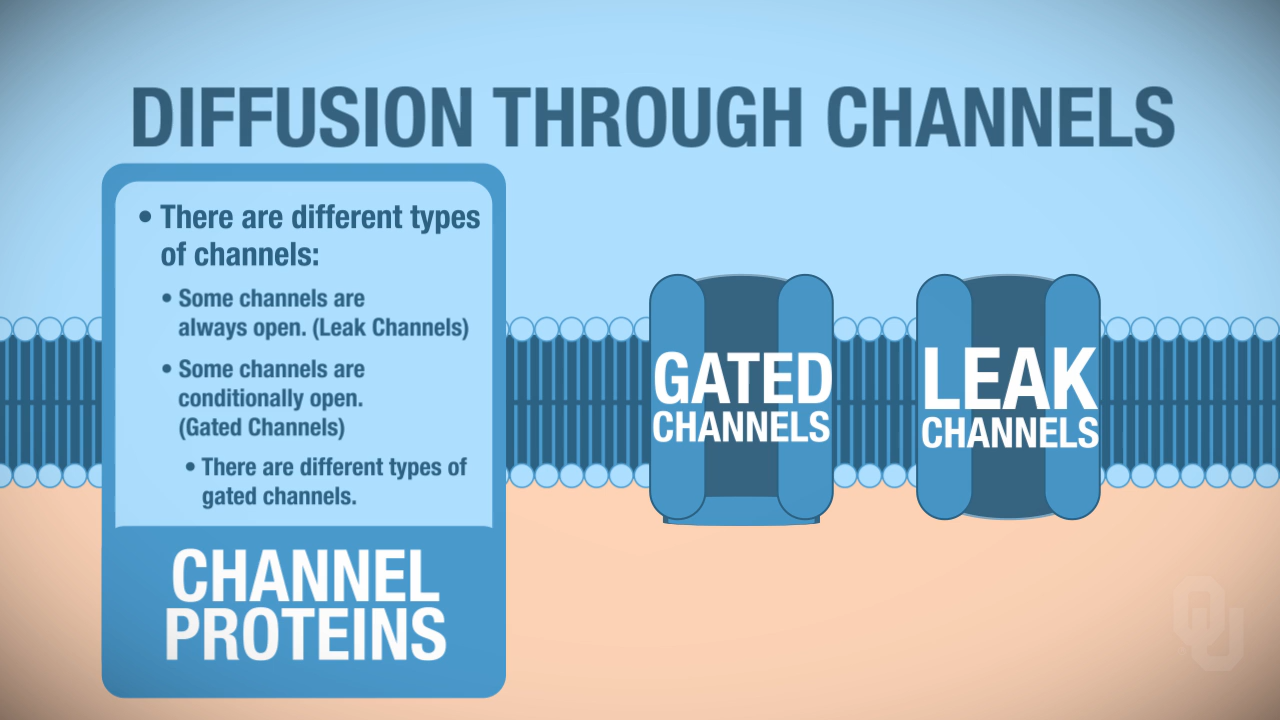 DIFFUSION THROUGH CHANNELS
• There are different types
of channels:
• Some channels are
always open. (Leak Channels)
• Some channels are
conditionally open.
(Gated Channels)
• There are different types of
gated channels.
CHANNEL
PROTEINS
GATED
CHANNELS
LEAK
CHANNELS
OU